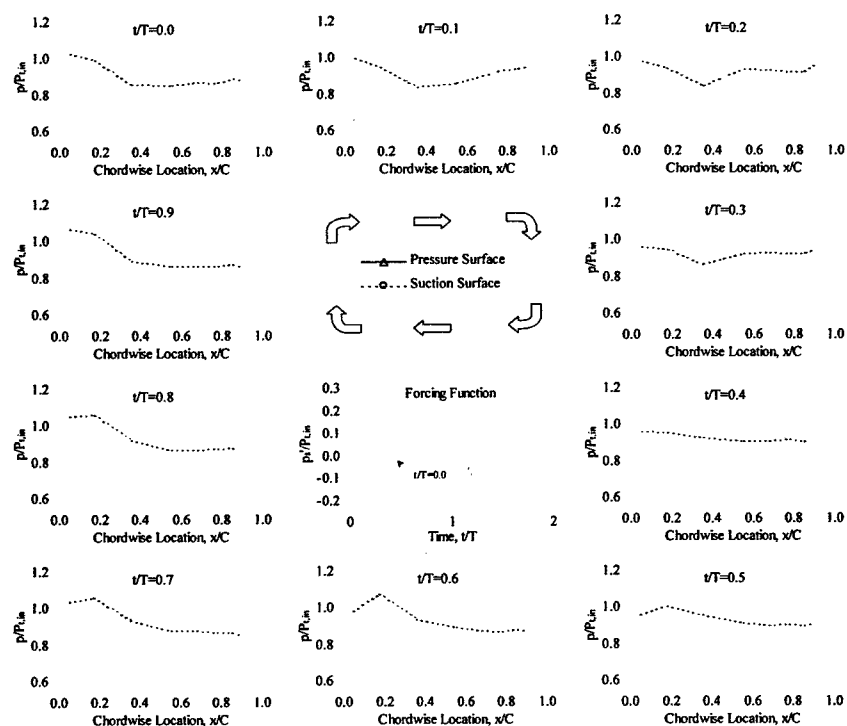 1.2
t/T=0.0
1.0
p/Pt,in
0.8
0.6
0.0 0.2 0.4 0.6 0.8 1.0
Chordwise Location, x/C
1.2
t/T=0.1
1.0
p/Pt,in
0.8
0.6
0.0 0.2 0.4 0.6 0.8 1.0
Chordwise Location, x/C
1.2
t/T=0.2
1.0
p/Pt,in
0.8
0.6
0.0 0.2 0.4 0.6 0.8 1.0
Chordwise Location, x/C
1.2
t/T=0.9
1.0
p/Pt,in
0.8
0.6
0.0 0.2 0.4 0.6 0.8 1.0
Chordwise Location, x/C
Pressure Surface
Suction Surface
1.2
t/T=0.3
1.0
p/Pt,in
0.8
0.6
0.0 0.2 0.4 0.6 0.8 1.0
Chordwise Location, x/C
1.2
t/T=0.8
1.0
p/Pt,in
0.8
0.6
0.0 0.2 0.4 0.6 0.8 1.0
Chordwise Location, x/C
0.3
Forcing Function
0.2
0.1
0.0
-0.1
-0.2
t/T=0.0
0 1 2
Time, t/T
1.2
t/T=0.4
1.0
p/Pt,in
0.8
0.6
0.0 0.2 0.4 0.6 0.8 1.0
Chordwise Location, x/C
1.2
t/T=0.7
1.0
p/Pt,in
0.8
0.6
0.0 0.2 0.4 0.6 0.8 1.0
Chordwise Location, x/C
1.2
t/T=0.6
1.0
p/Pt,in
0.8
0.6
0.0 0.2 0.4 0.6 0.8 1.0
Chordwise Location, x/C
1.2
t/T=0.5
1.0
p/Pt,in
0.8
0.6
0.0 0.2 0.4 0.6 0.8 1.0
Chordwise Location, x/C